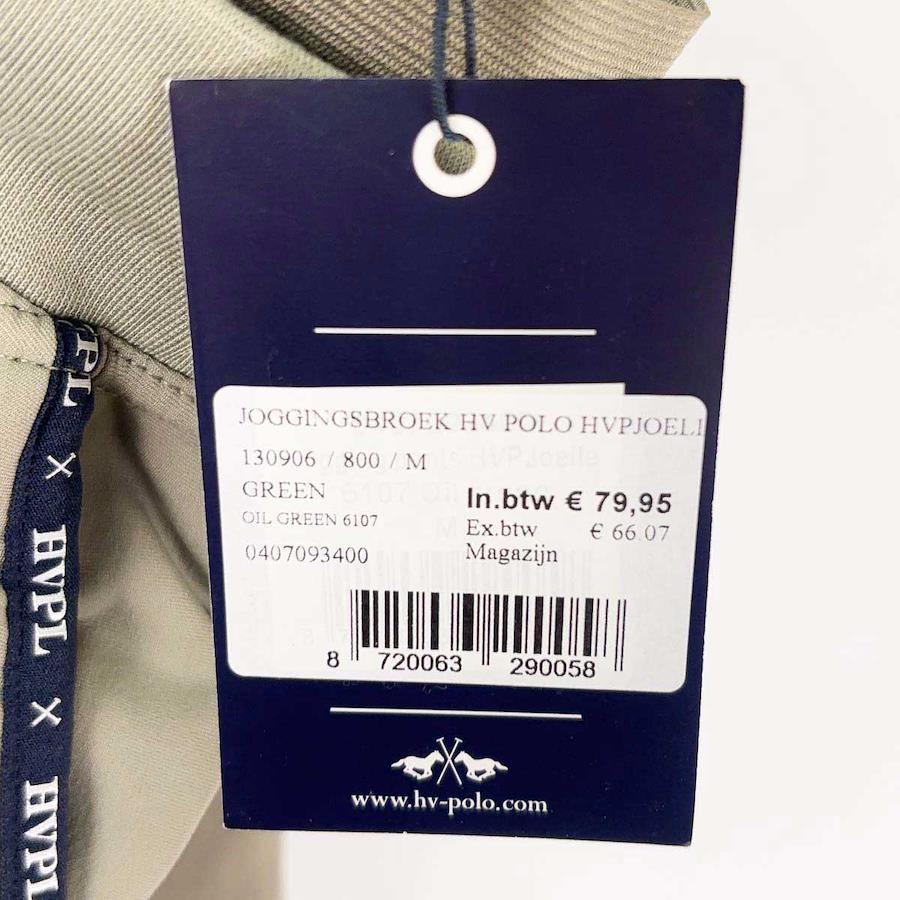 JOGGINGSBROEK HV POLO HVPJOEL1
130906 / 800 / M
GREEN
In.btw € 79,95
OIL GREEN 6107
Ex.btw € 66.07
0407093400
Magazijn
8 720063 290058
www.hv-polo.com
HVPL X HVPL X HVPL